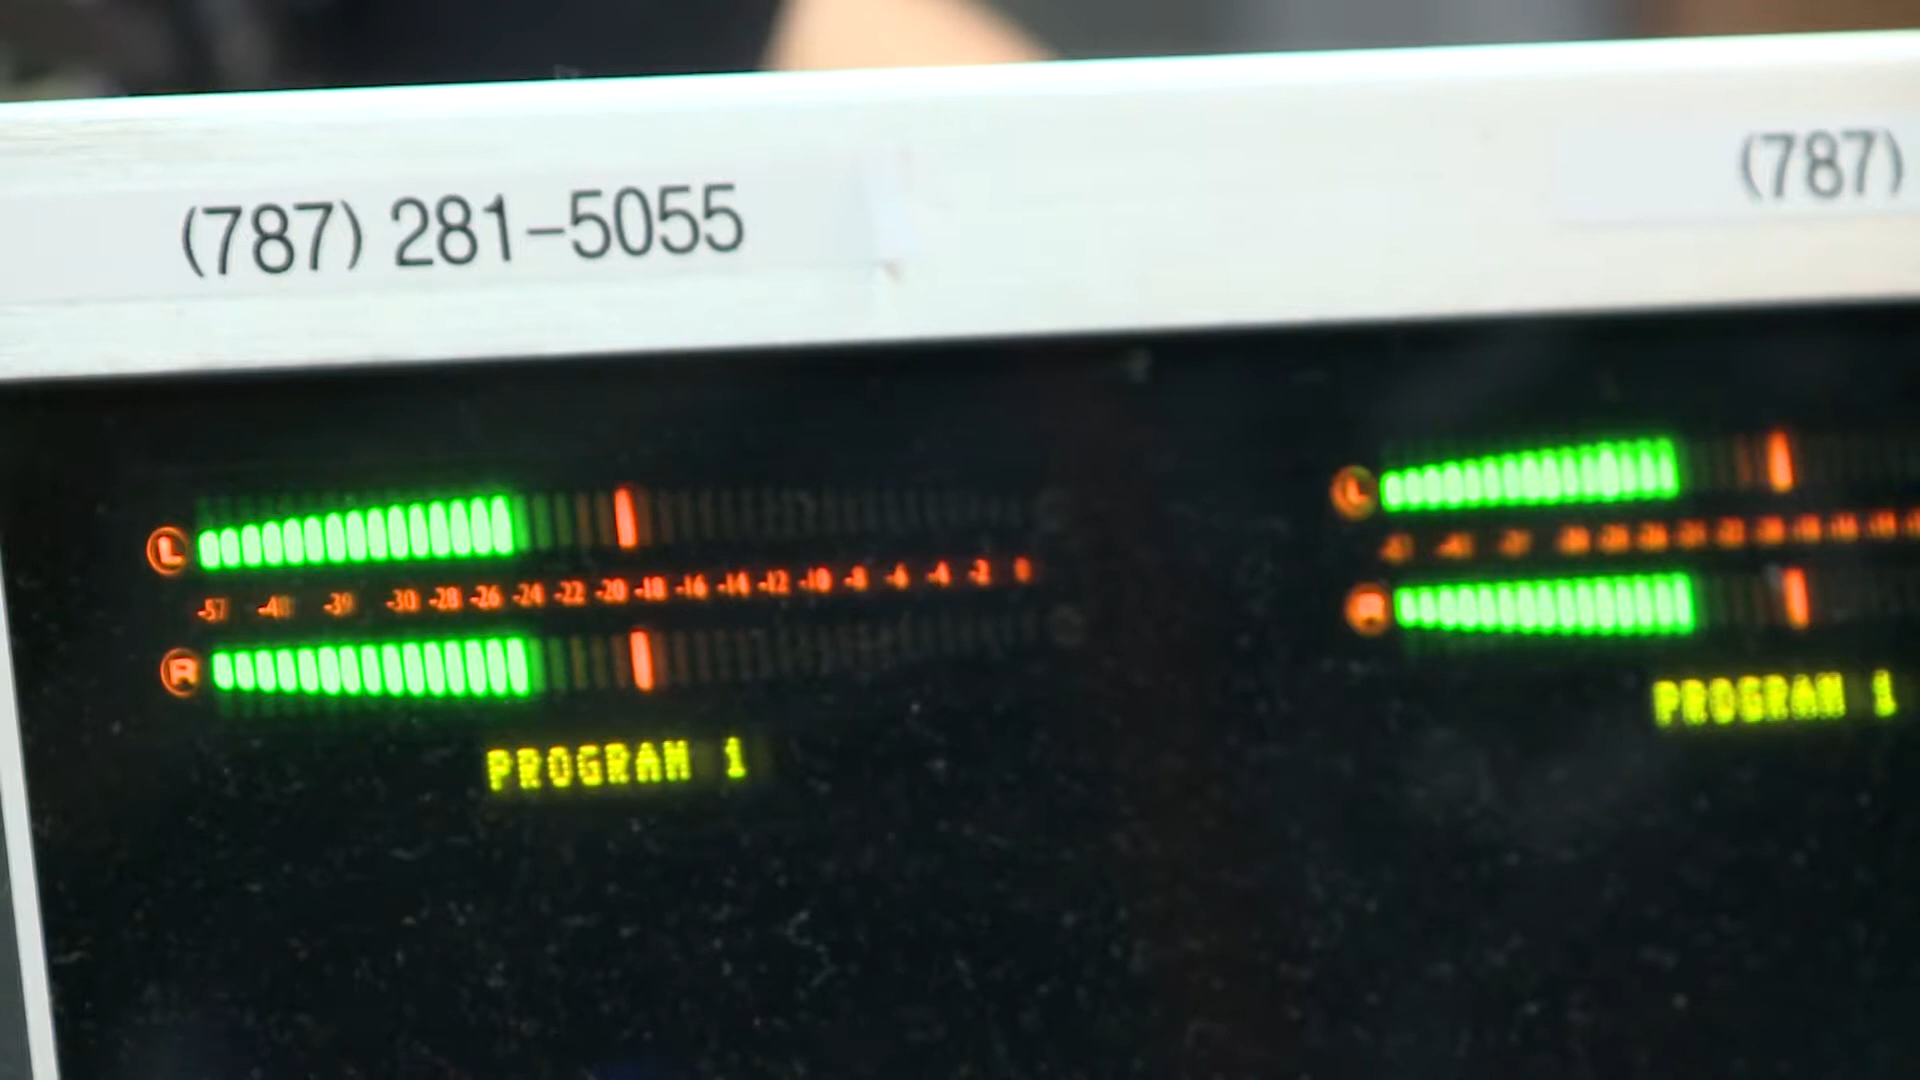 (787) 281-5055
(787)
L
-57 -48 -39 -30 -28 -26 -24 -22 -20 -18 -16 -14 -12 -10 -8 -6 -4 -2 0
R
PROGRAM 1
L
R
PROGRAM 1